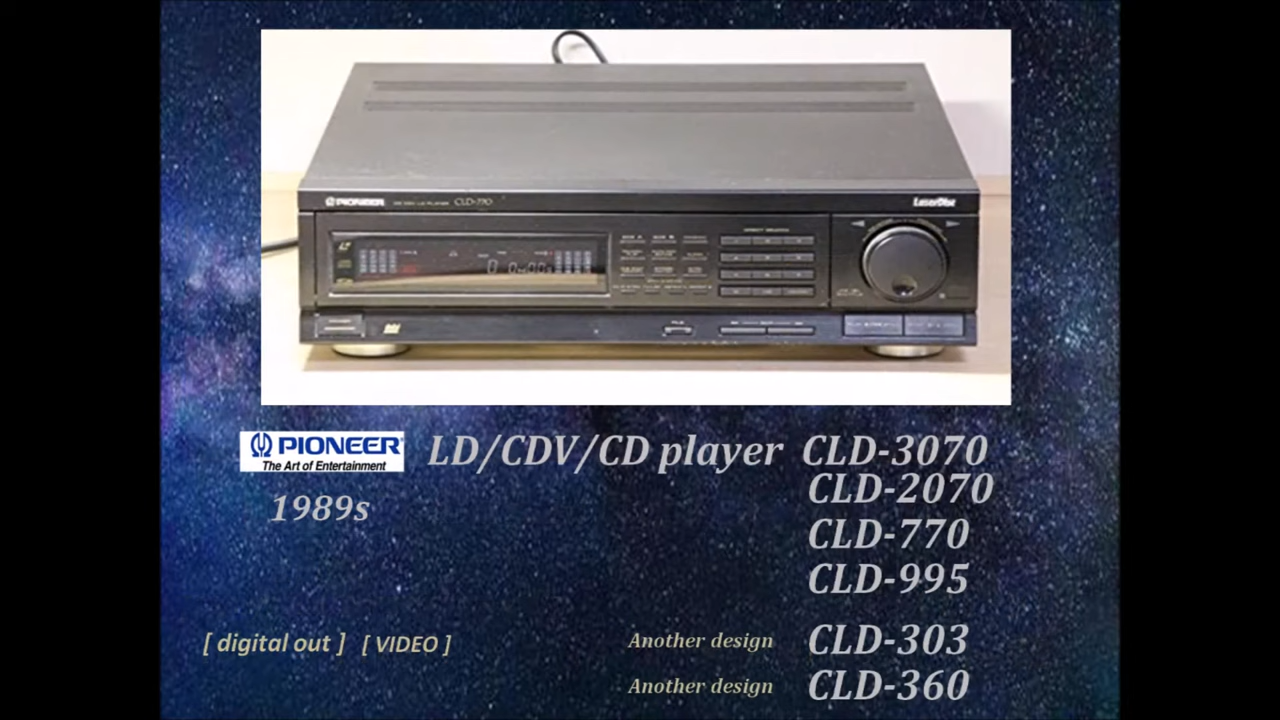 PIONEER
CLD-770
LaserDisc
PIONEER
The Art of Entertainment
LD/CDV/CD player CLD-3070
CLD-2070
1989s
CLD-770
CLD-995
[ digital out ] [ VIDEO ]
Another design CLD-303
Another design CLD-360